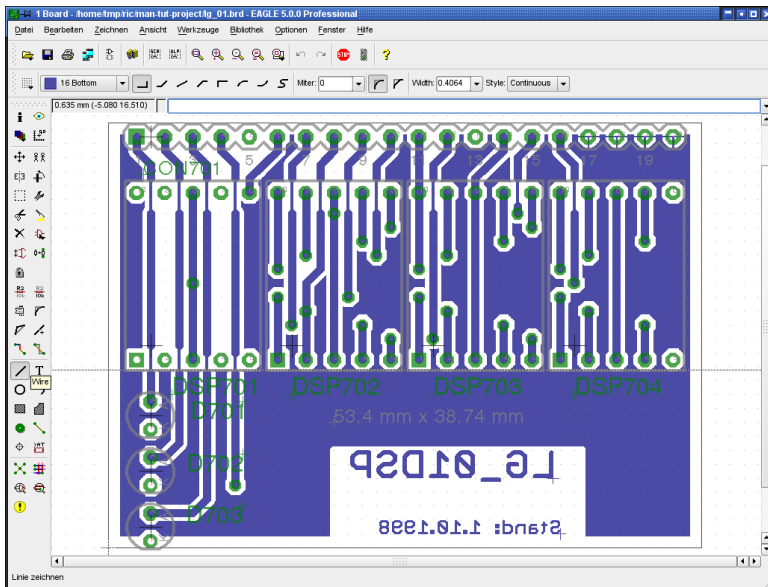 1 Board - /home/tmp/ric/man-tut-project/lg_01.brd - EAGLE 5.0.0 Professional
Datei Bearbeiten Zeichnen Ansicht Werkzeuge Bibliothek Optionen Fenster Hilfe
STOP ?
16 Bottom Miter: 0 Width: 0.4064 Style: Continuous
0.635 mm (-5.080 16.510)
5 7 9 13 15 17 19
CON701
R2
10k
T
Wire
DSP701 DSP702 DSP703 DSP704
D701
53,4 mm x 38,74 mm
D702
LG_01DSP
D703
Stand: 1.10.1998
Linie zeichnen